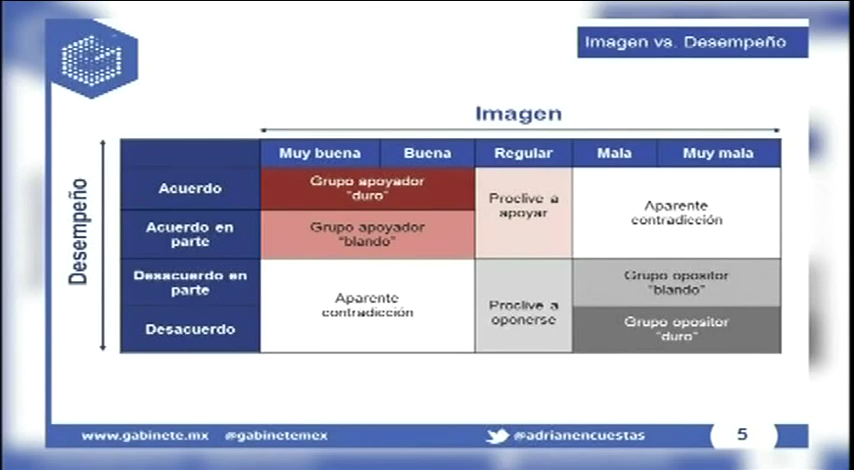 Imagen vs. Desempeño
Imagen
Desempeño
Muy buena
Buena
Regular
Mala
Muy mala
Acuerdo
Grupo apoyador
"duro"
Proclive a
apoyar
Aparente
contradicción
Acuerdo en
parte
Grupo apoyador
"blando"
Desacuerdo en
parte
Aparente
contradicción
Proclive a
oponerse
Grupo opositor
"blando"
Desacuerdo
Grupo opositor
"duro"
www.gabinete.mx @gabinetemex
@adrianencuestas
5